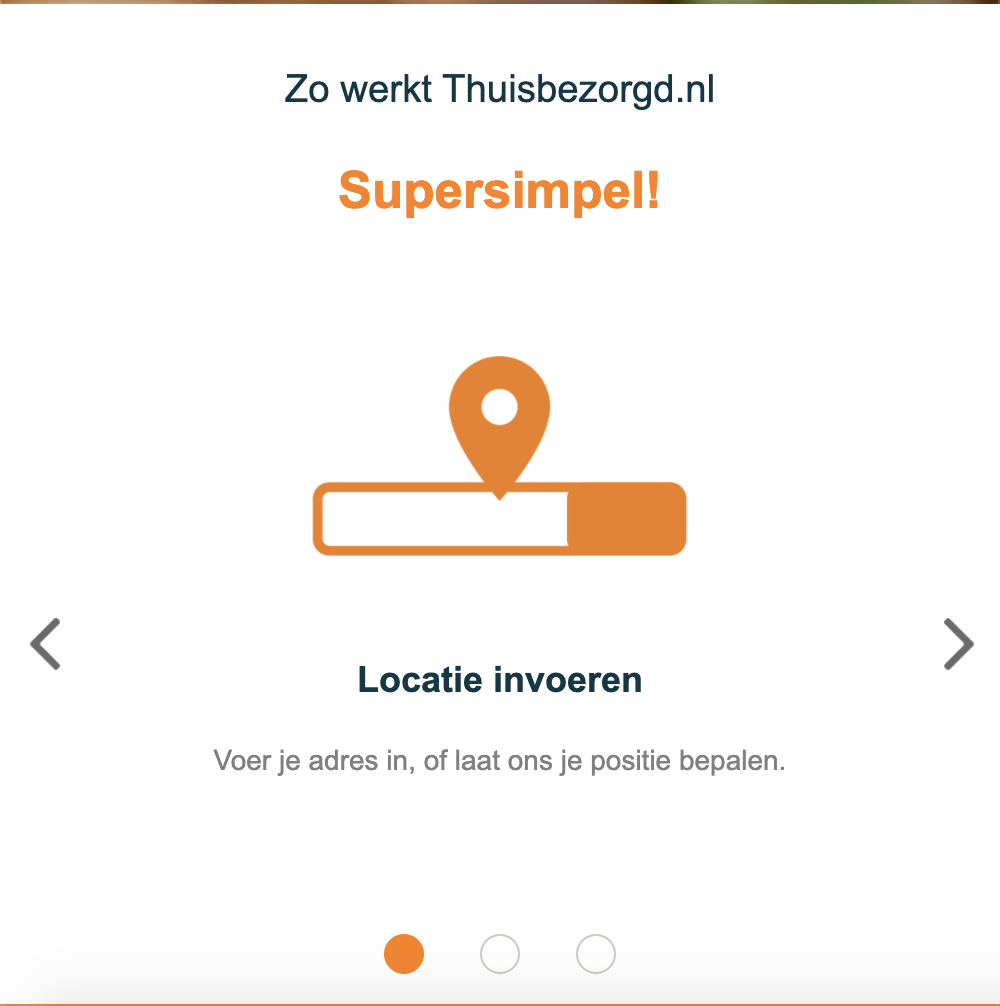 Zo werkt Thuisbezorgd.nl
Supersimpel!
Locatie invoeren
Voer je adres in, of laat ons je positie bepalen.